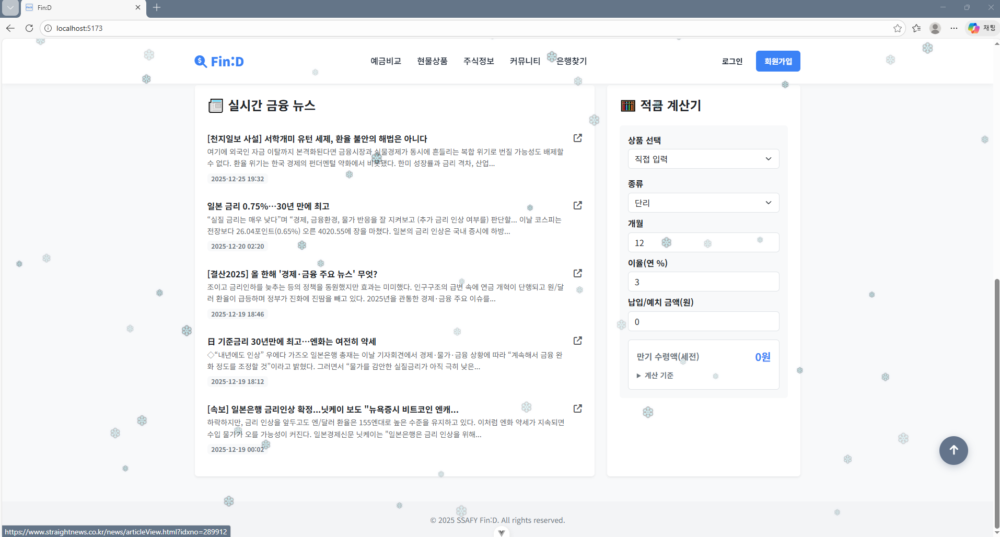 Fin:D
localhost:5173
채팅
Fin:D
예금비교 현물상품 주식정보 커뮤니티 은행찾기
로그인 회원가입
실시간 금융 뉴스
[천지일보 사설] 서학개미 유턴 세제, 환율 불안의 해법은 아니다
여기에 외국인 자금 이탈까지 본격화된다면 금융시장과 실물경제가 동시에 흔들리는 복합 위기로 번질 가능성도 배제할
수 없다. 환율 위기는 한국 경제의 펀더멘털 약화에서 비롯됐다. 한미 성장률과 금리 격차, 산업...
2025-12-25 19:32
일본 금리 0.75%…30년 만에 최고
“실질 금리는 매우 낮다”며 “경제, 금융환경, 물가 반응을 잘 지켜보고 (추가 금리 인상 여부를) 판단할... 이날 코스피는
전장보다 26.04포인트(0.65%) 오른 4020.55에 장을 마쳤다. 일본의 금리 인상은 국내 증시에 하방...
2025-12-20 02:20
[결산2025] 올 한해 '경제·금융 주요 뉴스' 무엇?
조이고 금리인하를 늦추는 등의 정책을 동원했지만 효과는 미미했다. 인구구조의 급변 속에 연금 개혁이 단행되고 원/달
러 환율이 급등하며 정부가 진화에 진땀을 빼고 있다. 2025년을 관통한 경제·금융 주요 이슈를...
2025-12-19 18:46
日 기준금리 30년만에 최고…엔화는 여전히 약세
◇“내년에도 인상” 우에다 가즈오 일본은행 총재는 이날 기자회견에서 경제·물가·금융 상황에 따라 “계속해서 금융 완
화 정도를 조정할 것”이라고 밝혔다. 그러면서 “물가를 감안한 실질금리가 아직 극히 낮은...
2025-12-19 18:12
[속보] 일본은행 금리인상 확정...닛케이 보도 "뉴욕증시 비트코인 엔캐...
하락하지만, 금리 인상을 앞두고도 엔/달러 환율은 155엔대로 높은 수준을 유지하고 있다. 이처럼 엔화 약세가 지속되면
수입 물가가 오를 가능성이 커진다. 일본경제신문 닛케이는 "일본은행은 금리 인상을 위해...
2025-12-19 00:02
적금 계산기
상품 선택
직접 입력
종류
단리
개월
12
이율(연 %)
3
납입/예치 금액(원)
0
만기 수령액(세전) 0원
▶ 계산 기준
© 2025 SSAFY Fin:D. All rights reserved.
https://www.straightnews.co.kr/news/articleView.html?idxno=289912